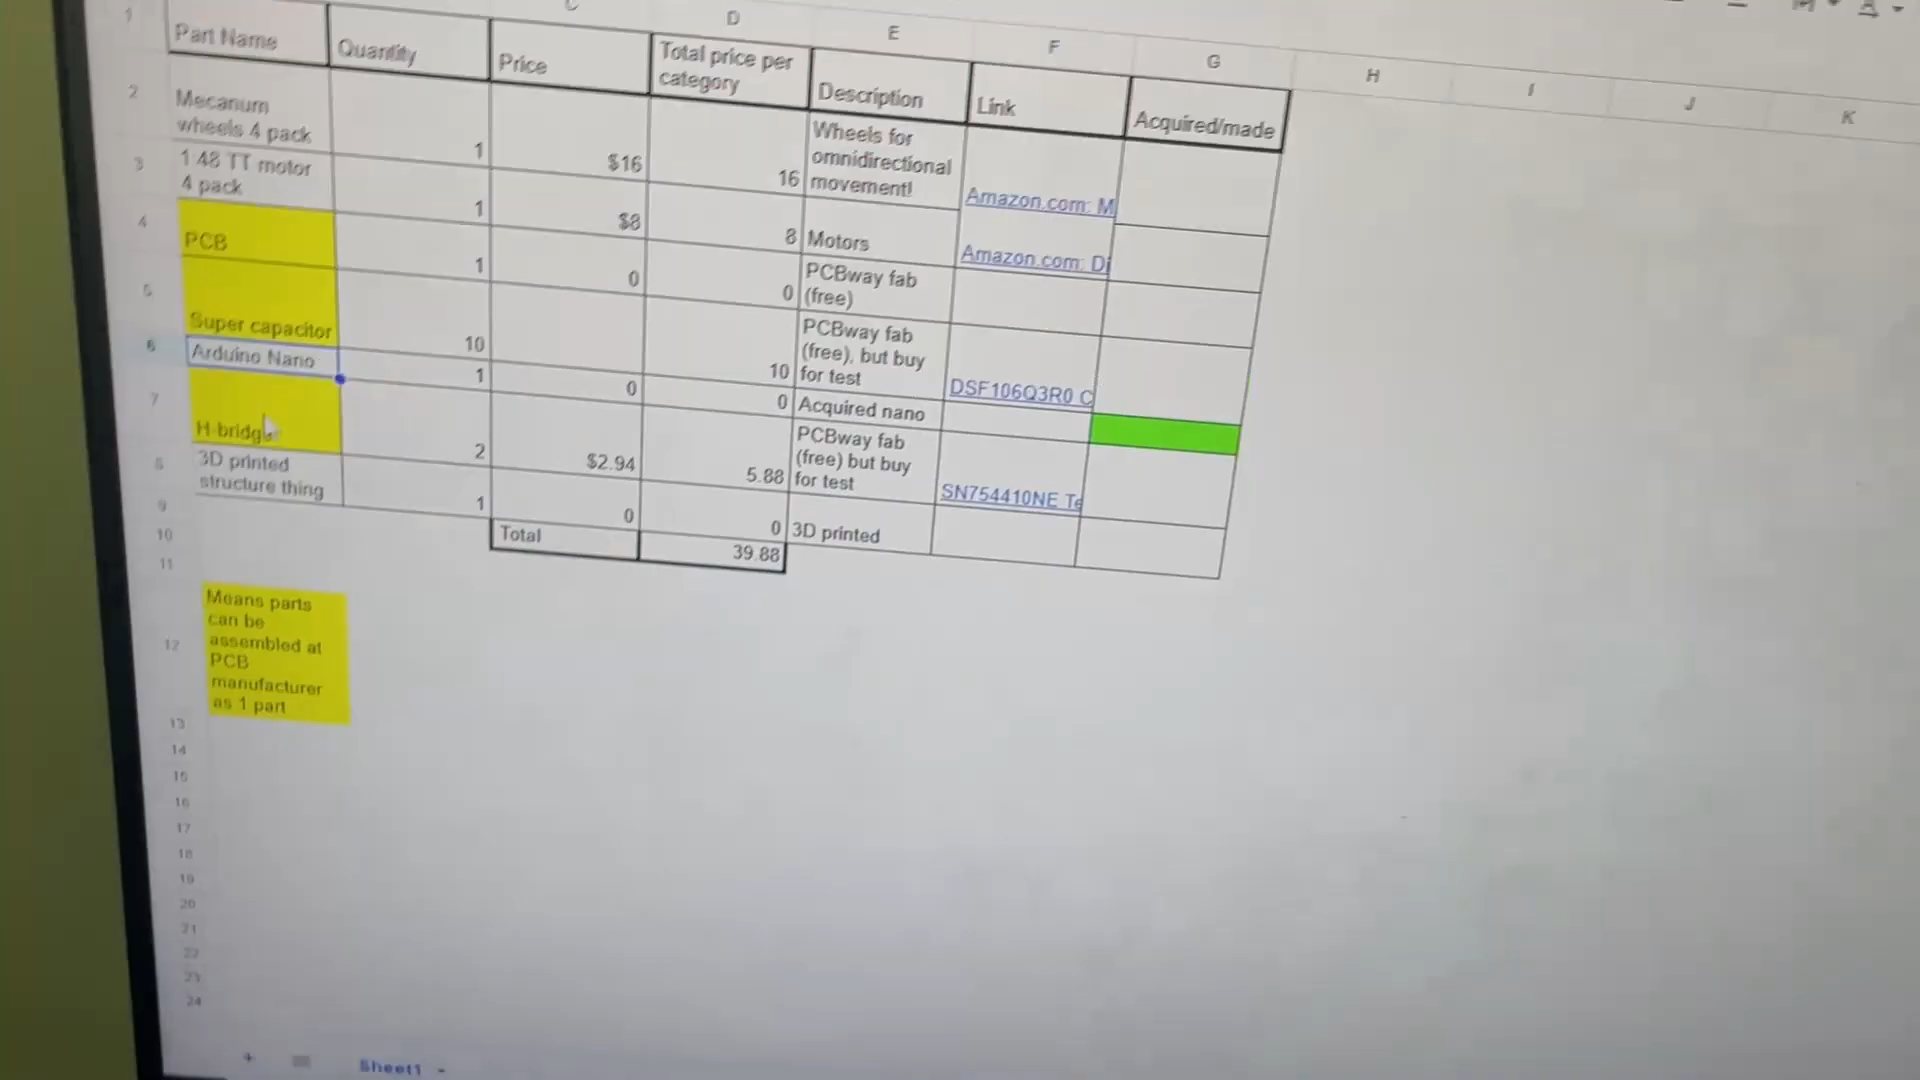 C D E F G H I J K
1 Part Name Quantity Price Total price per category Description Link Acquired/made
2 Mecanum wheels 4 pack 1 $16 16 Wheels for omnidirectional movement! Amazon.com: M
3 1:48 TT motor 4 pack 1 $8 8 Motors Amazon.com: Di
4 PCB 1 0 0 PCBway fab (free)
5 Super capacitor 10 10 PCBway fab (free), but buy for test DSF106Q3R0 C
6 Arduino Nano 1 0 0 Acquired nano
7 H-bridge 2 $2.94 5.88 PCBway fab (free) but buy for test SN754410NE Te
8 3D printed structure thing 1 0 0 3D printed
9 Total 39.88
10
11
12 Means parts can be assembled at PCB manufacturer as 1 part
13
14
15
16
17
18
19
20
21
22
23
24
+ Sheet1